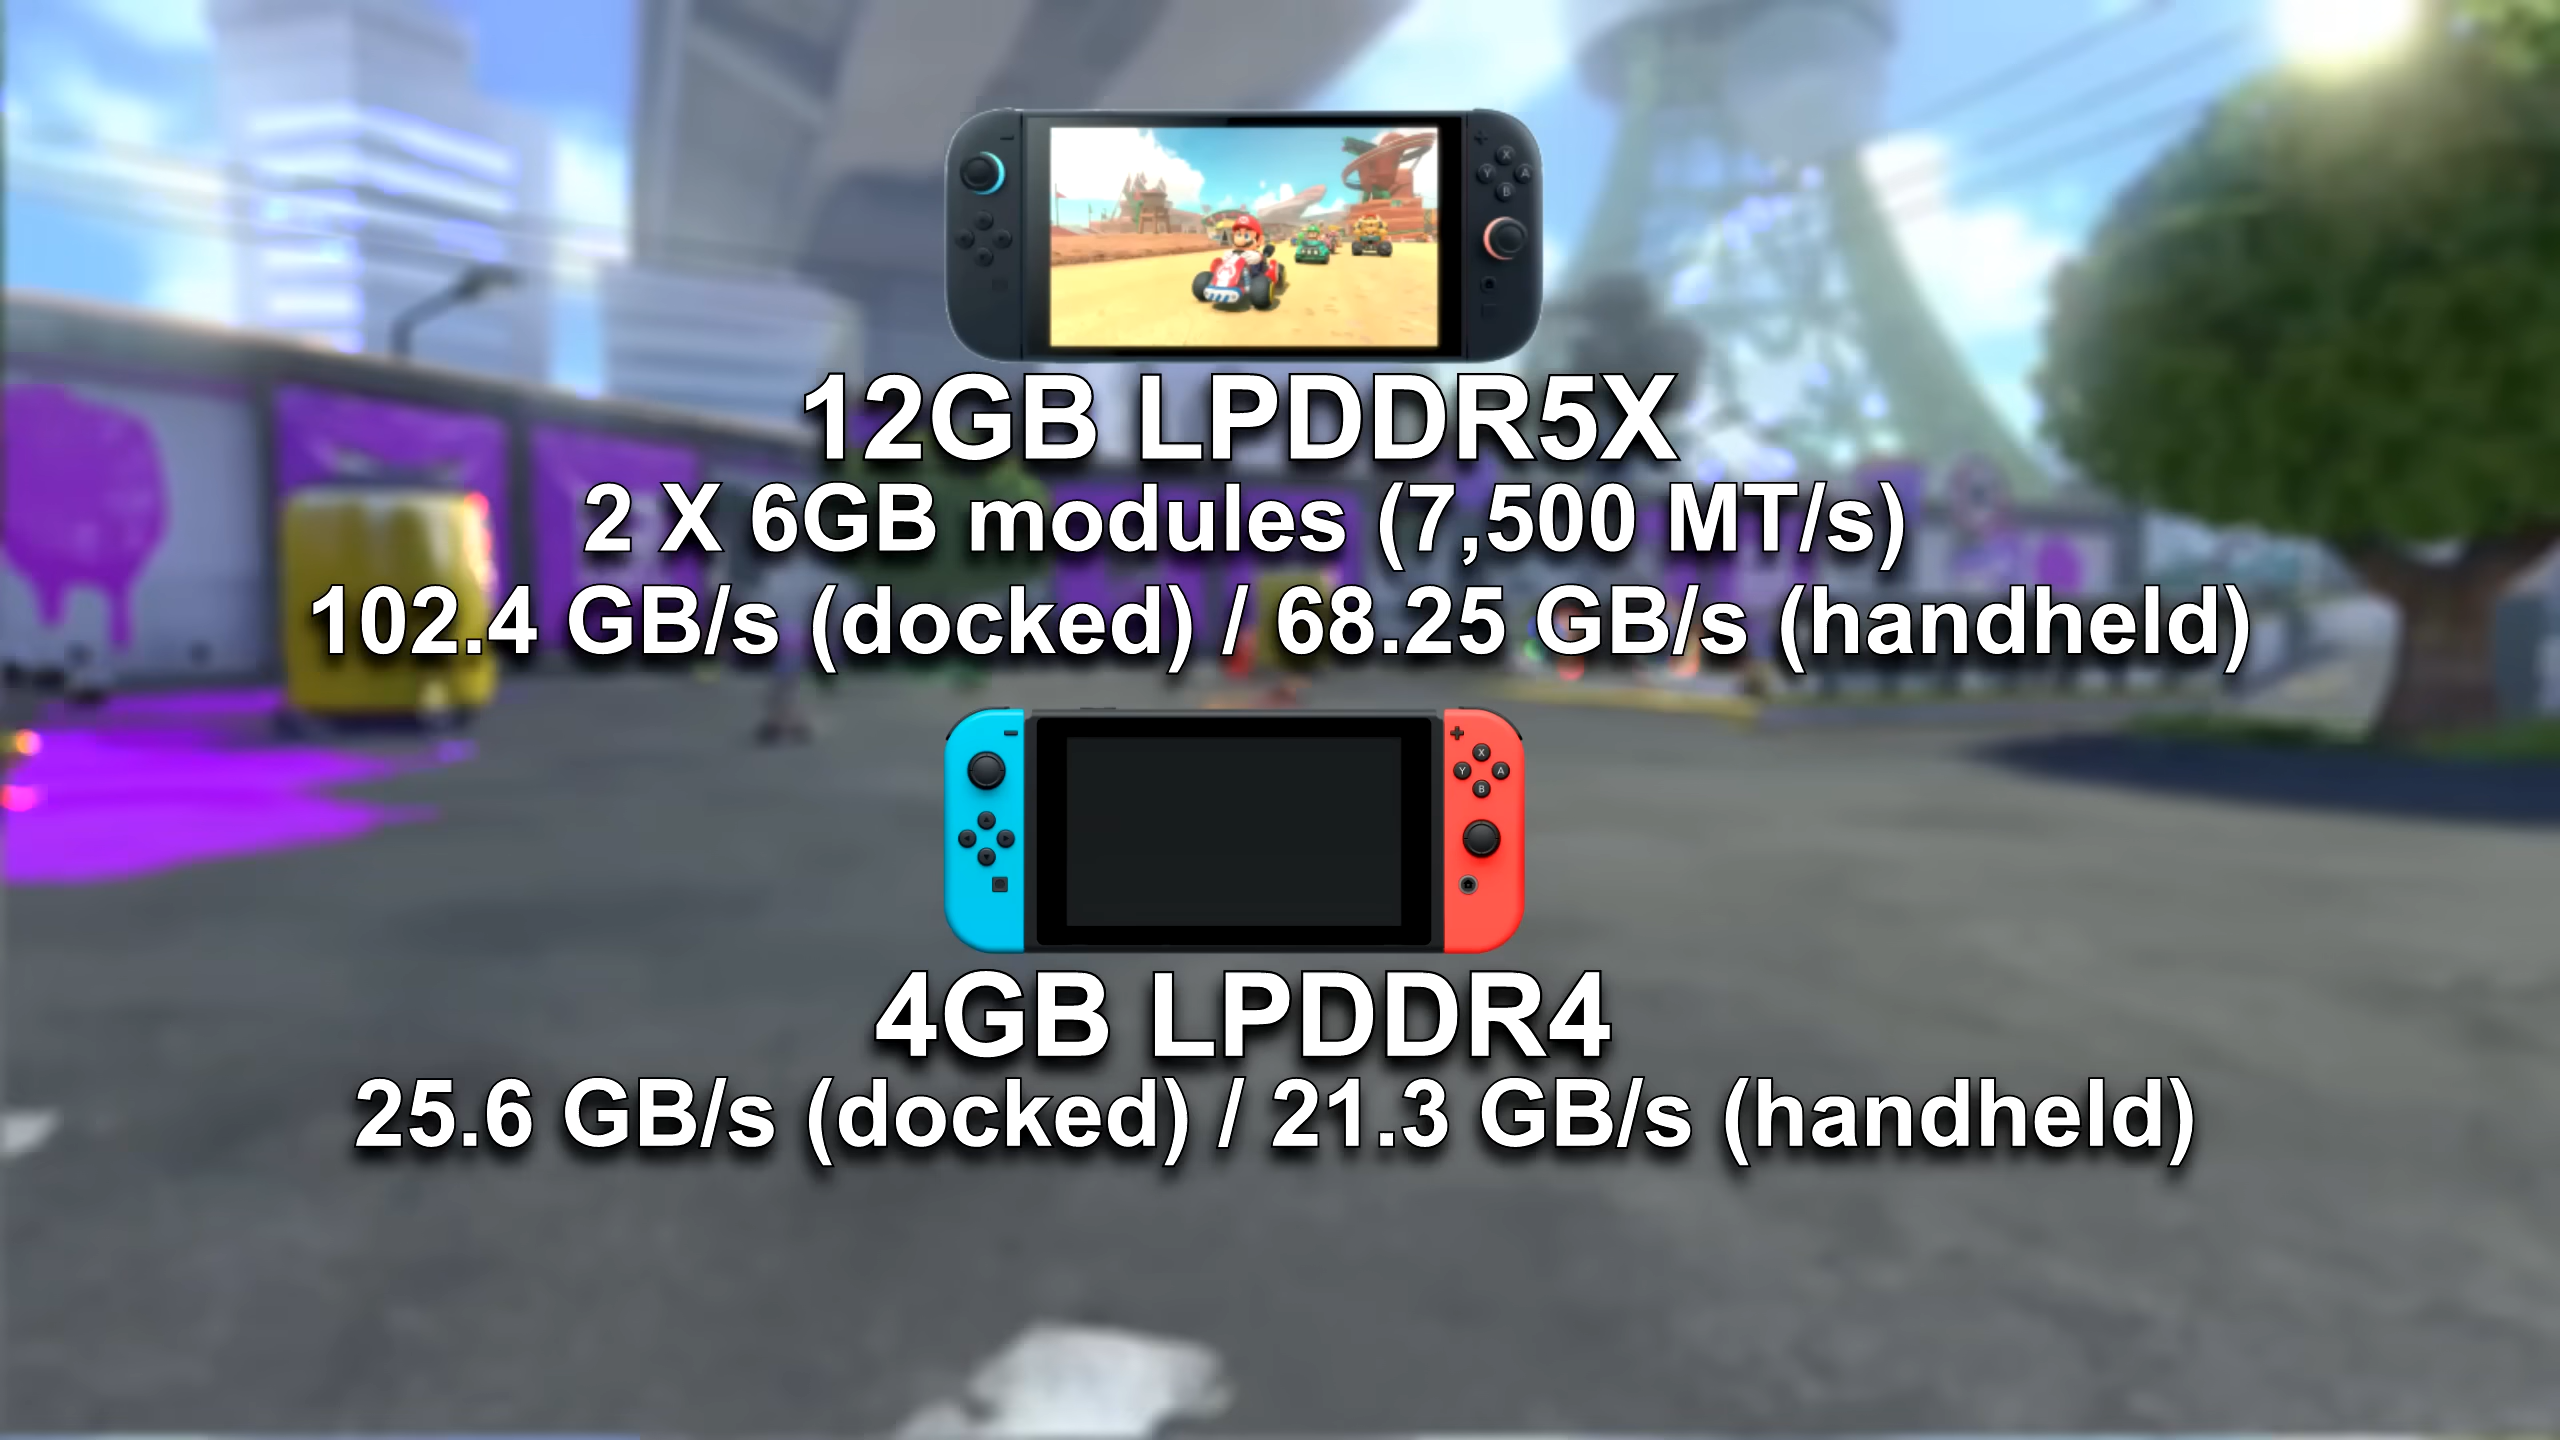 12GB LPDDR5X
2 X 6GB modules (7,500 MT/s)
102.4 GB/s (docked) / 68.25 GB/s (handheld)
X
Y A
B
4GB LPDDR4
25.6 GB/s (docked) / 21.3 GB/s (handheld)